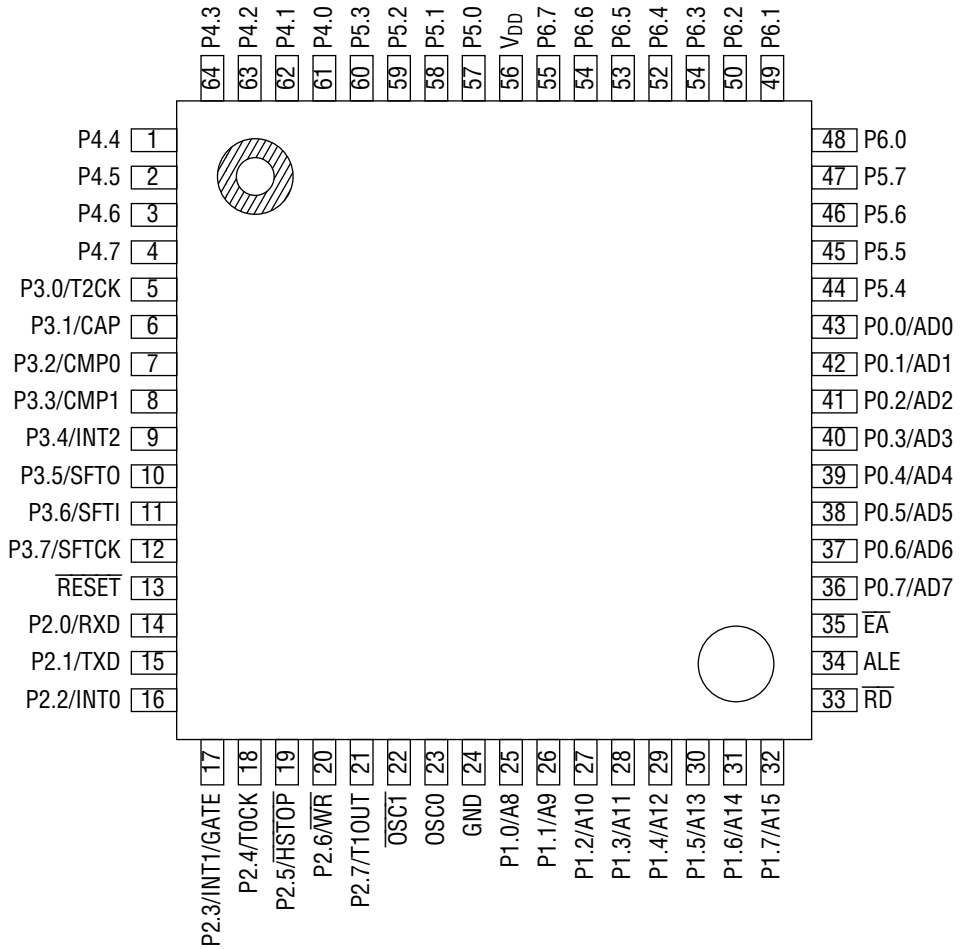 P4.3 P4.2 P4.1 P4.0 P5.3 P5.2 P5.1 P5.0 VDD P6.7 P6.6 P6.5 P6.4 P6.3 P6.2 P6.1
64 63 62 61 60 59 58 57 56 55 54 53 52 54 50 49
P4.4 1
P4.5 2
P4.6 3
P4.7 4
P3.0/T2CK 5
P3.1/CAP 6
P3.2/CMP0 7
P3.3/CMP1 8
P3.4/INT2 9
P3.5/SFTO 10
P3.6/SFTI 11
P3.7/SFTCK 12
RESET 13
P2.0/RXD 14
P2.1/TXD 15
P2.2/INT0 16
48 P6.0
47 P5.7
46 P5.6
45 P5.5
44 P5.4
43 P0.0/AD0
42 P0.1/AD1
41 P0.2/AD2
40 P0.3/AD3
39 P0.4/AD4
38 P0.5/AD5
37 P0.6/AD6
36 P0.7/AD7
35 EA
34 ALE
33 RD
17 18 19 20 21 22 23 24 25 26 27 28 29 30 31 32
P2.3/INT1/GATE P2.4/T0CK P2.5/HSTOP P2.6/WR P2.7/T1OUT OSC1 OSC0 GND P1.0/A8 P1.1/A9 P1.2/A10 P1.3/A11 P1.4/A12 P1.5/A13 P1.6/A14 P1.7/A15